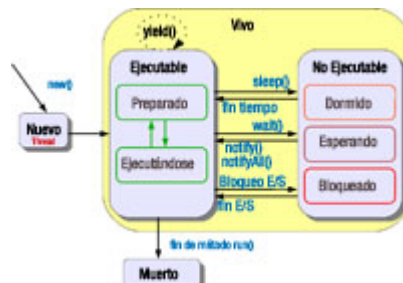 yield()
Vivo
new()
Ejecutable
No Ejecutable
sleep()
Preparado
Dormido
fin tiempo
wait()
Nuevo
Thread
Esperando
notify()
Ejecutándose
notifyAll()
Bloqueo E/S
Bloqueado
fin E/S
fin de método run()
Muerto